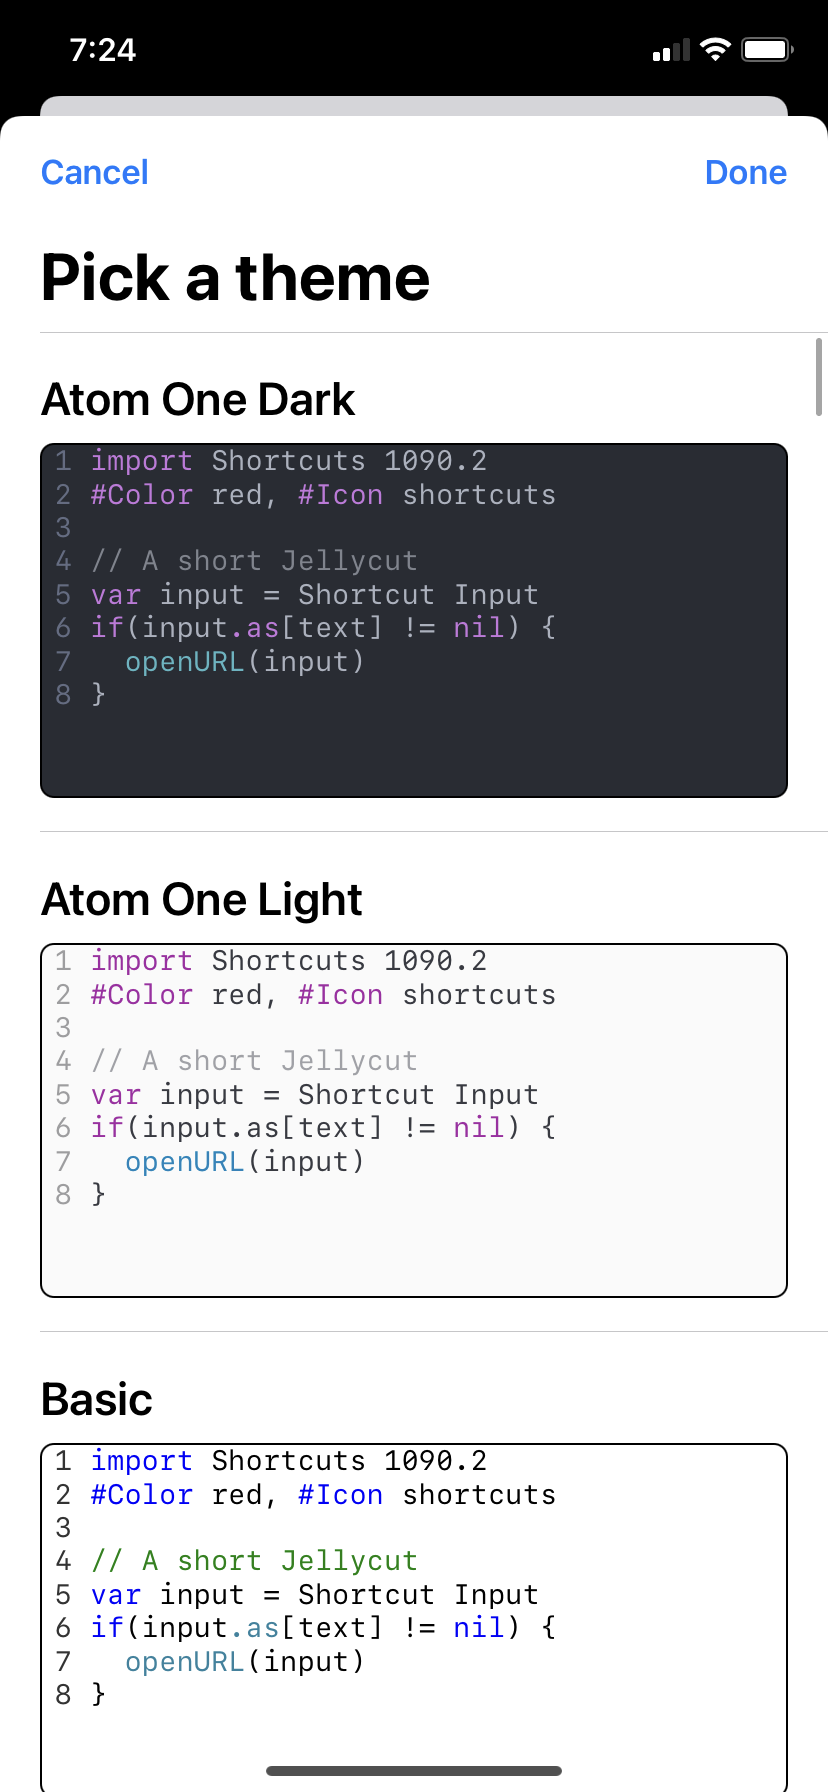 7:24
Cancel Done
Pick a theme
Atom One Dark
1 import Shortcuts 1090.2
2 #Color red, #Icon shortcuts
3
4 // A short Jellycut
5 var input = Shortcut Input
6 if(input.as[text] != nil) {
7   openURL(input)
8 }
Atom One Light
1 import Shortcuts 1090.2
2 #Color red, #Icon shortcuts
3
4 // A short Jellycut
5 var input = Shortcut Input
6 if(input.as[text] != nil) {
7   openURL(input)
8 }
Basic
1 import Shortcuts 1090.2
2 #Color red, #Icon shortcuts
3
4 // A short Jellycut
5 var input = Shortcut Input
6 if(input.as[text] != nil) {
7   openURL(input)
8 }